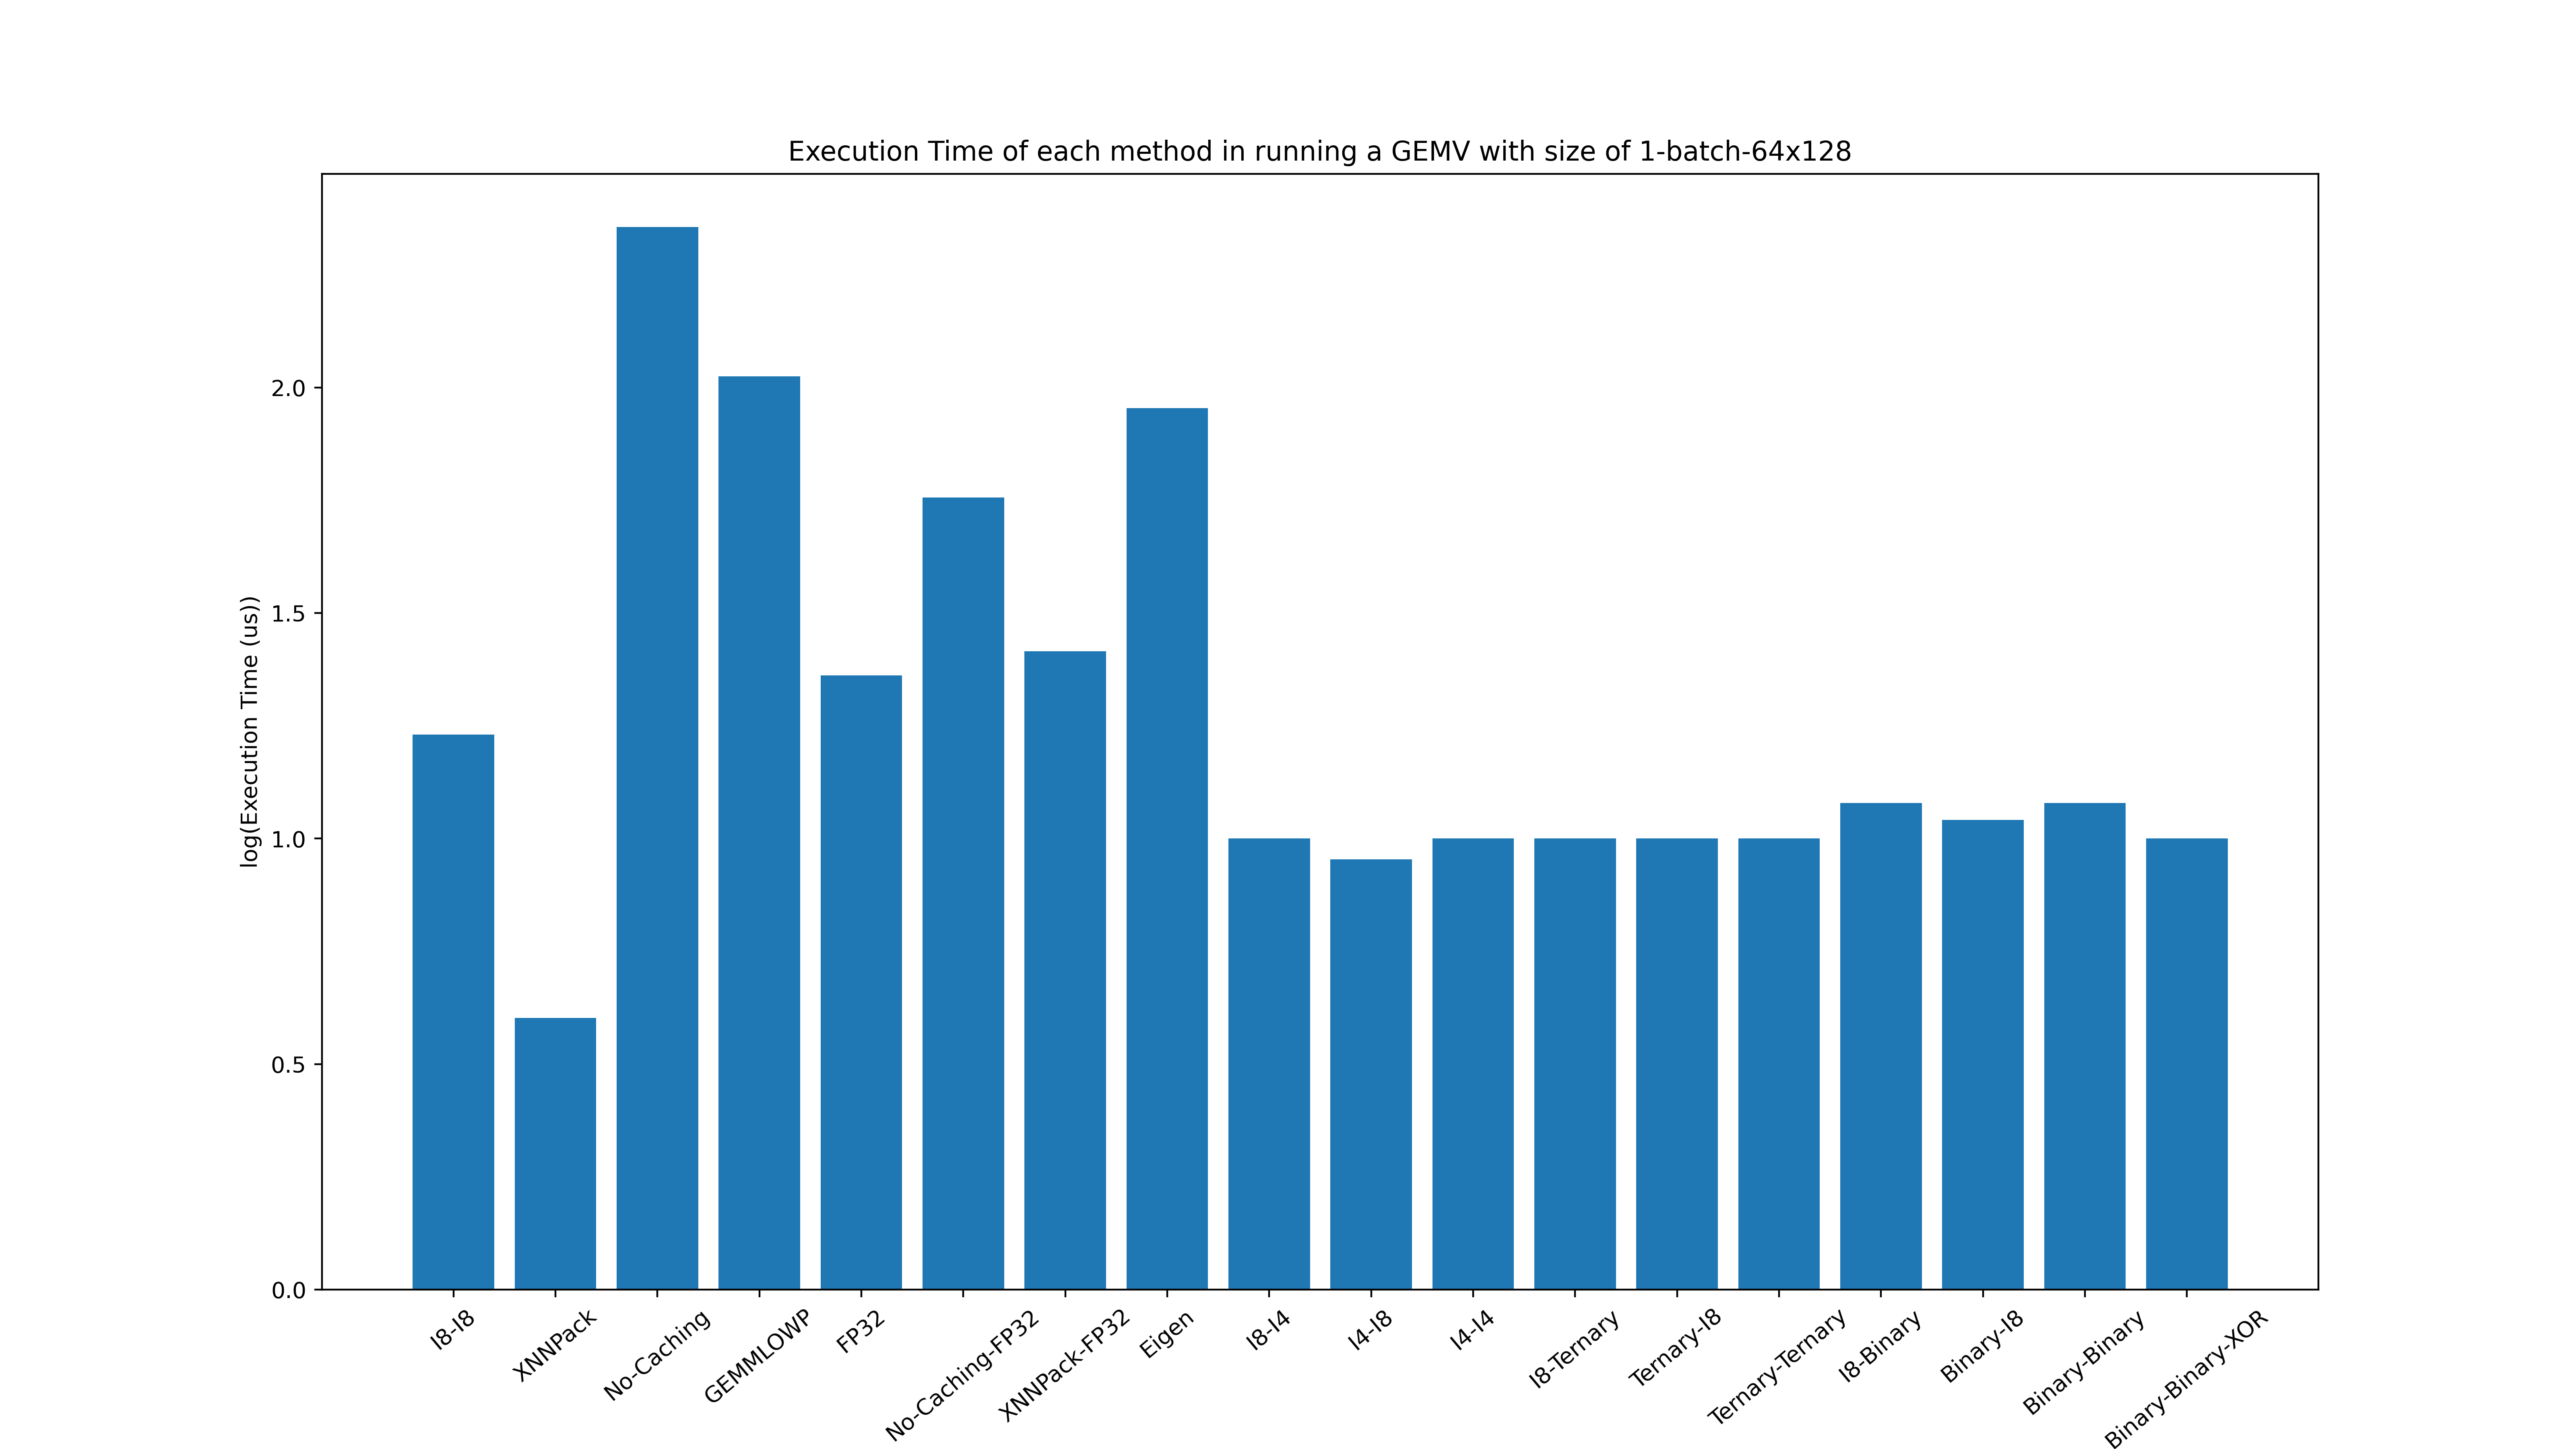 Execution Time of each method in running a GEMV with size of 1-batch-64x128
log(Execution Time (us))
2.0
1.5
1.0
0.5
0.0
I8-I8
XNNPack
No-Caching
GEMMLOWP
FP32
No-Caching-FP32
XNNPack-FP32
Eigen
I8-I4
I4-I8
I4-I4
I8-Ternary
Ternary-I8
Ternary-Ternary
I8-Binary
Binary-I8
Binary-Binary
Binary-Binary-XOR